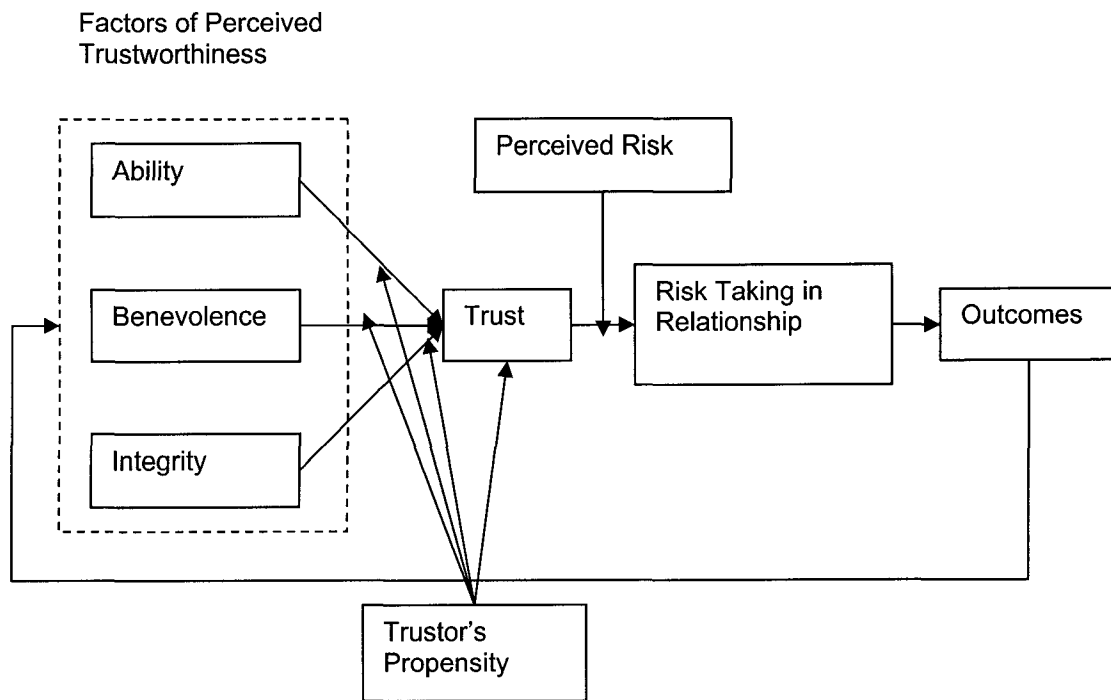 Factors of Perceived
Trustworthiness
Ability
Perceived Risk
Benevolence
Trust
Risk Taking in
Relationship
Outcomes
Integrity
Trustor's
Propensity